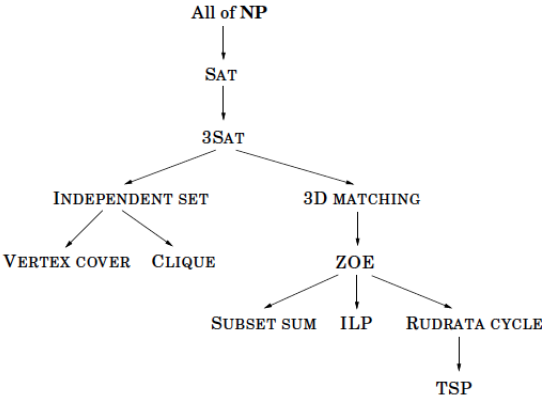 All of NP
SAT
3SAT
INDEPENDENT SET
3D MATCHING
VERTEX COVER
CLIQUE
ZOE
SUBSET SUM
ILP
RUDRATA CYCLE
TSP